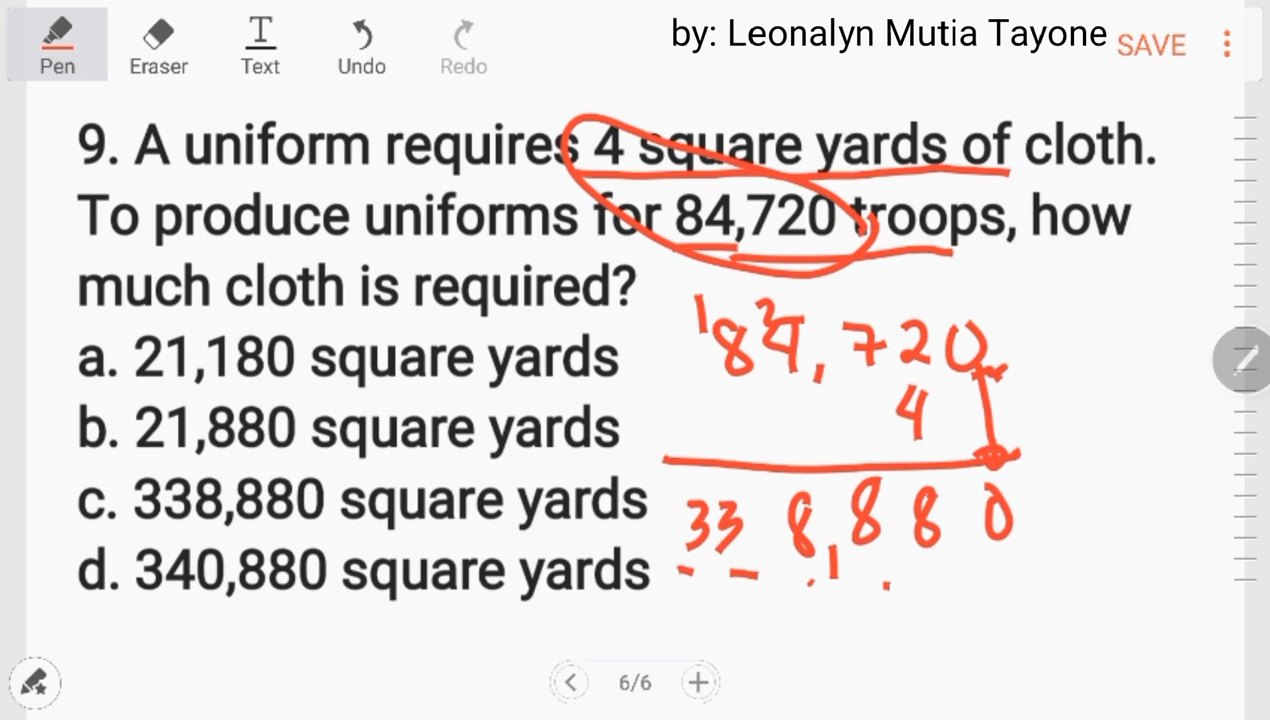 by: Leonalyn Mutia Tayone
Pen Eraser Text Undo Redo SAVE
9. A uniform requires 4 square yards of cloth.
To produce uniforms for 84,720 troops, how
much cloth is required?
a. 21,180 square yards
b. 21,880 square yards
c. 338,880 square yards
d. 340,880 square yards
1 2
84,720
4
338,880
6/6